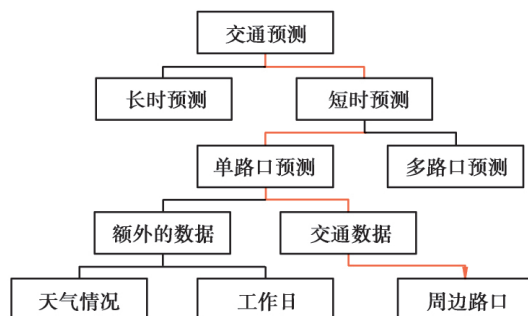 交通预测
长时预测
短时预测
单路口预测
多路口预测
额外的数据
交通数据
天气情况
工作日
周边路口